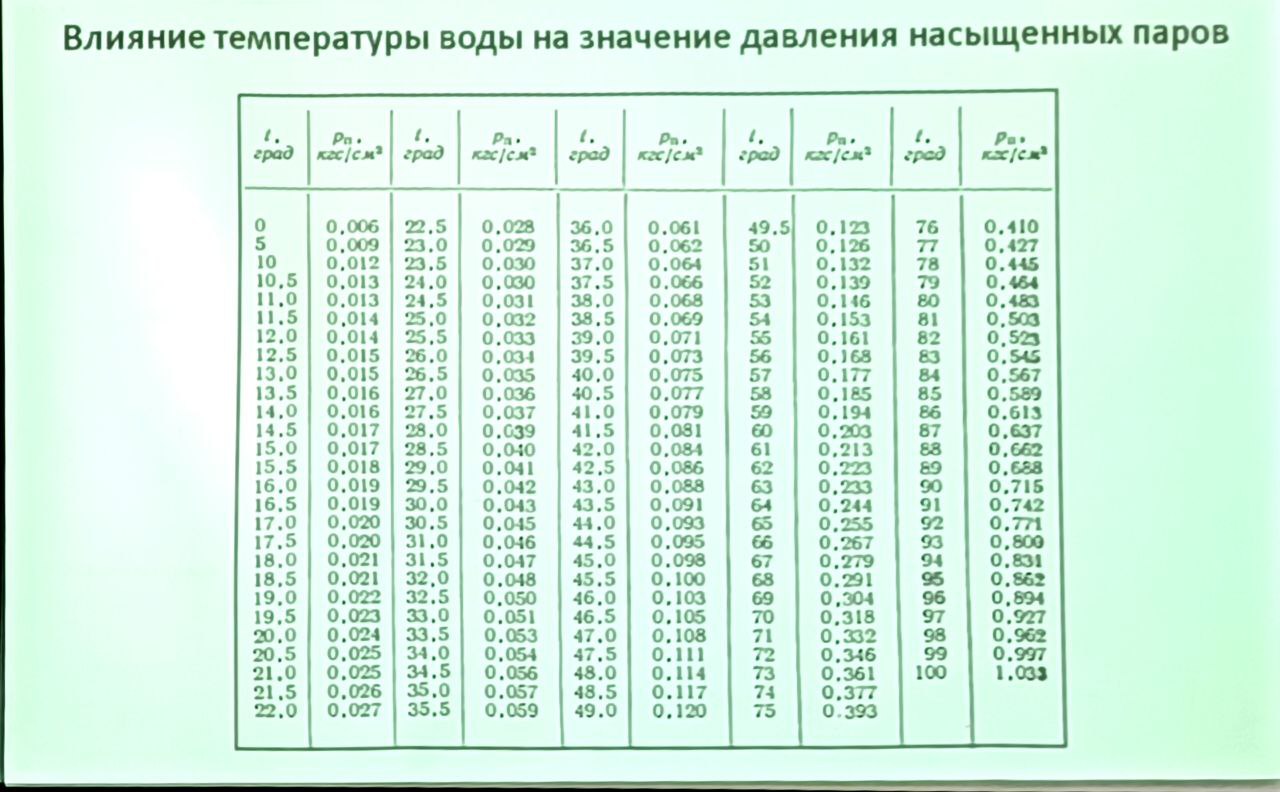 Влияние температуры воды на значение давления насыщенных паров
t, град | pп, кгс/см² | t, град | pп, кгс/см² | t, град | pп, кгс/см² | t, град | pп, кгс/см² | t, град | pп, кгс/см²
0 | 0,006 | 22,5 | 0,028 | 36,0 | 0,061 | 49,5 | 0,123 | 76 | 0,410
5 | 0,009 | 23,0 | 0,029 | 36,5 | 0,062 | 50 | 0,126 | 77 | 0,427
10 | 0,012 | 23,5 | 0,030 | 37,0 | 0,064 | 51 | 0,132 | 78 | 0,445
10,5 | 0,013 | 24,0 | 0,030 | 37,5 | 0,066 | 52 | 0,139 | 79 | 0,464
11,0 | 0,013 | 24,5 | 0,031 | 38,0 | 0,068 | 53 | 0,146 | 80 | 0,483
11,5 | 0,014 | 25,0 | 0,032 | 38,5 | 0,069 | 54 | 0,153 | 81 | 0,503
12,0 | 0,014 | 25,5 | 0,033 | 39,0 | 0,071 | 55 | 0,161 | 82 | 0,523
12,5 | 0,015 | 26,0 | 0,034 | 39,5 | 0,073 | 56 | 0,168 | 83 | 0,545
13,0 | 0,015 | 26,5 | 0,035 | 40,0 | 0,075 | 57 | 0,177 | 84 | 0,567
13,5 | 0,016 | 27,0 | 0,036 | 40,5 | 0,077 | 58 | 0,185 | 85 | 0,589
14,0 | 0,016 | 27,5 | 0,037 | 41,0 | 0,079 | 59 | 0,194 | 86 | 0,613
14,5 | 0,017 | 28,0 | 0,039 | 41,5 | 0,081 | 60 | 0,203 | 87 | 0,637
15,0 | 0,017 | 28,5 | 0,040 | 42,0 | 0,084 | 61 | 0,213 | 88 | 0,662
15,5 | 0,018 | 29,0 | 0,041 | 42,5 | 0,086 | 62 | 0,223 | 89 | 0,688
16,0 | 0,019 | 29,5 | 0,042 | 43,0 | 0,088 | 63 | 0,233 | 90 | 0,715
16,5 | 0,019 | 30,0 | 0,043 | 43,5 | 0,091 | 64 | 0,244 | 91 | 0,742
17,0 | 0,020 | 30,5 | 0,045 | 44,0 | 0,093 | 65 | 0,255 | 92 | 0,771
17,5 | 0,020 | 31,0 | 0,046 | 44,5 | 0,095 | 66 | 0,267 | 93 | 0,800
18,0 | 0,021 | 31,5 | 0,047 | 45,0 | 0,098 | 67 | 0,279 | 94 | 0,831
18,5 | 0,021 | 32,0 | 0,048 | 45,5 | 0,100 | 68 | 0,291 | 95 | 0,862
19,0 | 0,022 | 32,5 | 0,050 | 46,0 | 0,103 | 69 | 0,304 | 96 | 0,894
19,5 | 0,023 | 33,0 | 0,051 | 46,5 | 0,105 | 70 | 0,318 | 97 | 0,927
20,0 | 0,024 | 33,5 | 0,053 | 47,0 | 0,108 | 71 | 0,332 | 98 | 0,962
20,5 | 0,025 | 34,0 | 0,054 | 47,5 | 0,111 | 72 | 0,346 | 99 | 0,997
21,0 | 0,025 | 34,5 | 0,056 | 48,0 | 0,114 | 73 | 0,361 | 100 | 1,033
21,5 | 0,026 | 35,0 | 0,057 | 48,5 | 0,117 | 74 | 0,377
22,0 | 0,027 | 35,5 | 0,059 | 49,0 | 0,120 | 75 | 0,393